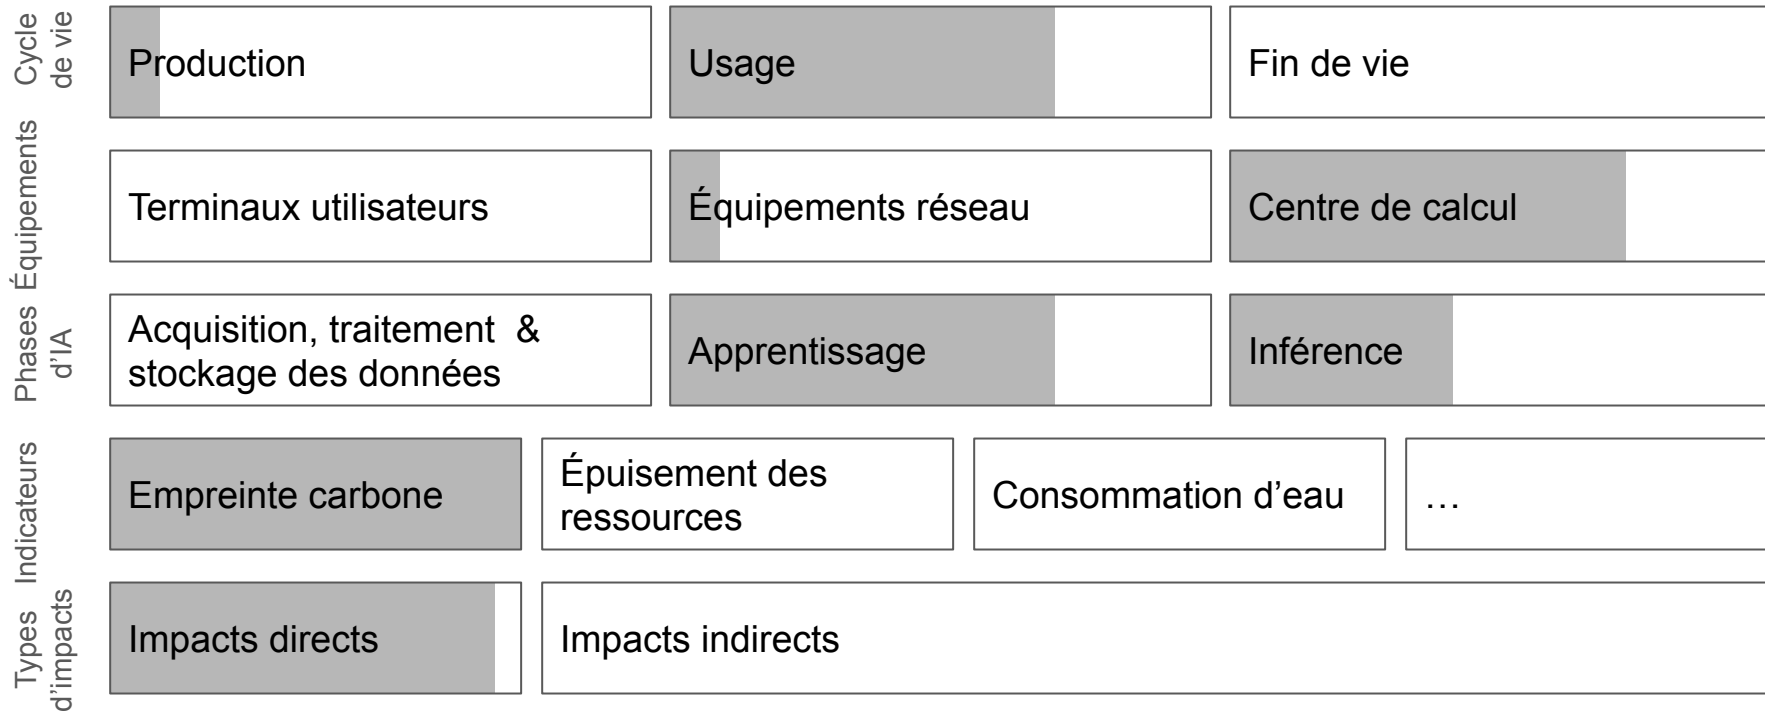 Cycle
de vie
Production
Usage
Fin de vie
Équipements
Terminaux utilisateurs
Équipements réseau
Centre de calcul
Phases
d'IA
Acquisition, traitement  &
stockage des données
Apprentissage
Inférence
Indicateurs
Empreinte carbone
Épuisement des
ressources
Consommation d'eau
…
Types
d'impacts
Impacts directs
Impacts indirects